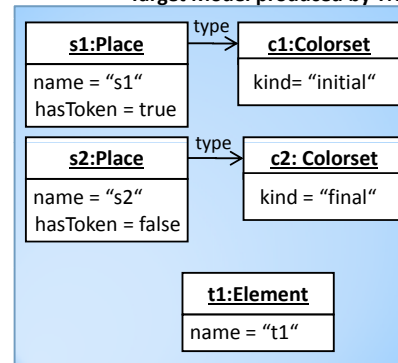 Target Model produced by
type
s1:Place
c1:Colorset
name = “s1“
hasToken = true
kind= “initial“
type
s2:Place
c2: Colorset
name = “s2“
hasToken = false
kind = “final“
t1:Element
name = “t1“